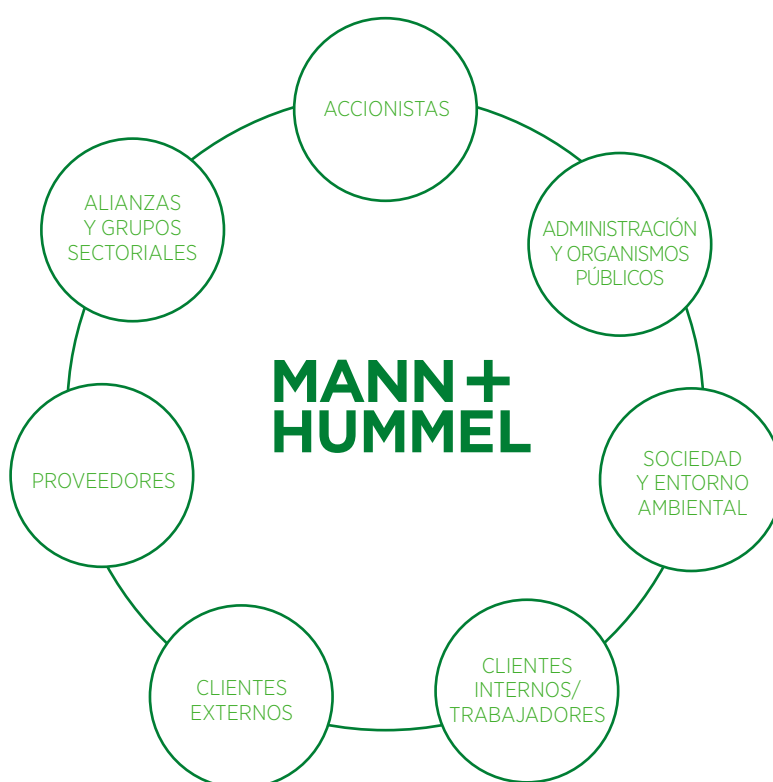 ACCIONISTAS
ALIANZAS
Y GRUPOS
SECTORIALES
ADMINISTRACIÓN
Y ORGANISMOS
PÚBLICOS
MANN+
HUMMEL
PROVEEDORES
SOCIEDAD
Y ENTORNO
AMBIENTAL
CLIENTES
EXTERNOS
CLIENTES
INTERNOS/
TRABAJADORES